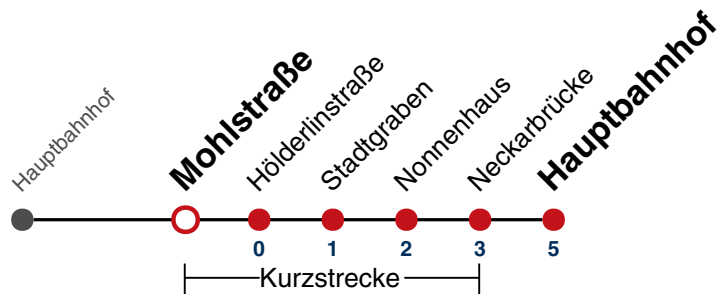 Hauptbahnhof
Mohlstraße
Hölderlinstraße
Stadtgraben
Nonnenhaus
Neckarbrücke
Hauptbahnhof
0 1 2 3 5
Kurzstrecke